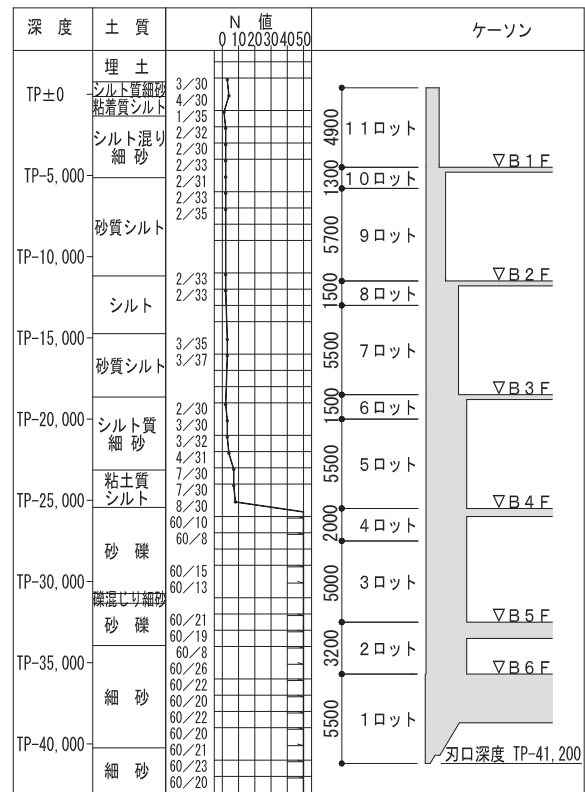 深 度 土 質 N 値 ケーソン
0 10 20 30 40 50
埋 土
TP±0
シルト質細砂
粘着質シルト
シルト混り
細 砂
TP-5,000
砂質シルト
TP-10,000
シルト
TP-15,000
砂質シルト
TP-20,000
シルト質
細 砂
粘土質
シルト
TP-25,000
砂 礫
TP-30,000
礫混じり細砂
砂 礫
TP-35,000
細 砂
TP-40,000
細 砂
3/30
4/30
1/35
2/32
2/30
2/33
2/31
2/33
2/35
2/33
2/33
3/35
3/37
2/30
3/30
3/32
4/31
7/30
7/30
8/30
60/10
60/8
60/15
60/13
60/21
60/19
60/8
60/26
60/22
60/20
60/22
60/20
60/21
60/23
60/20
4900 11ロット
▽B1F
1300 10ロット
5700 9ロット
▽B2F
1500 8ロット
5500 7ロット
▽B3F
1500 6ロット
5500 5ロット
▽B4F
2000 4ロット
5000 3ロット
▽B5F
3200 2ロット
▽B6F
5500 1ロット
刃口深度 TP-41,200